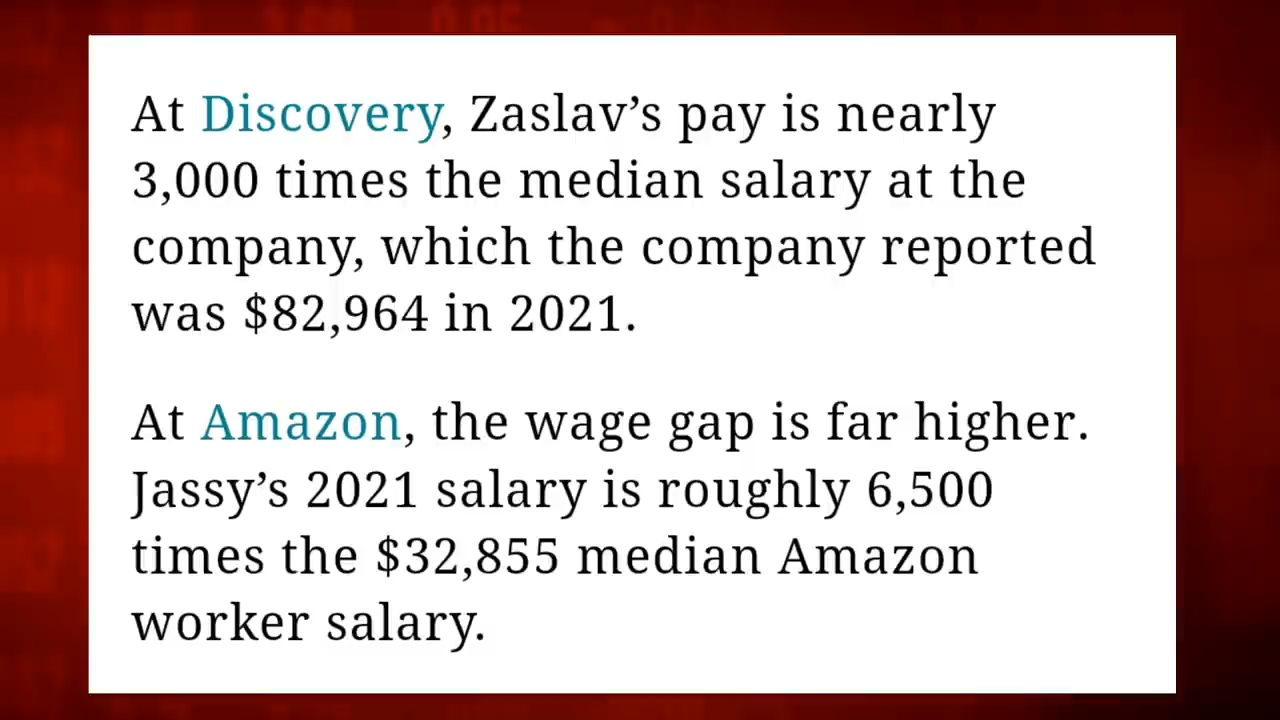 At Discovery, Zaslav’s pay is nearly
3,000 times the median salary at the
company, which the company reported
was $82,964 in 2021.
At Amazon, the wage gap is far higher.
Jassy’s 2021 salary is roughly 6,500
times the $32,855 median Amazon
worker salary.